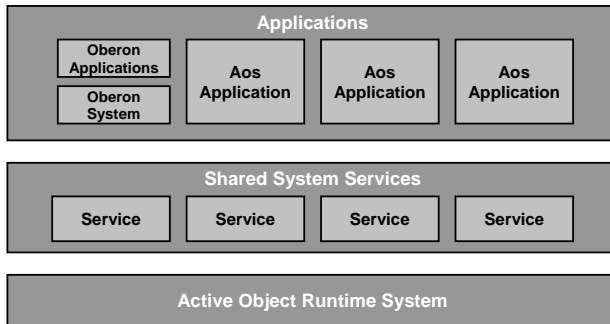 Applications
Oberon
Applications
Oberon
System
Aos
Application
Aos
Application
Aos
Application
Shared System Services
Service
Service
Service
Service
Active Object Runtime System